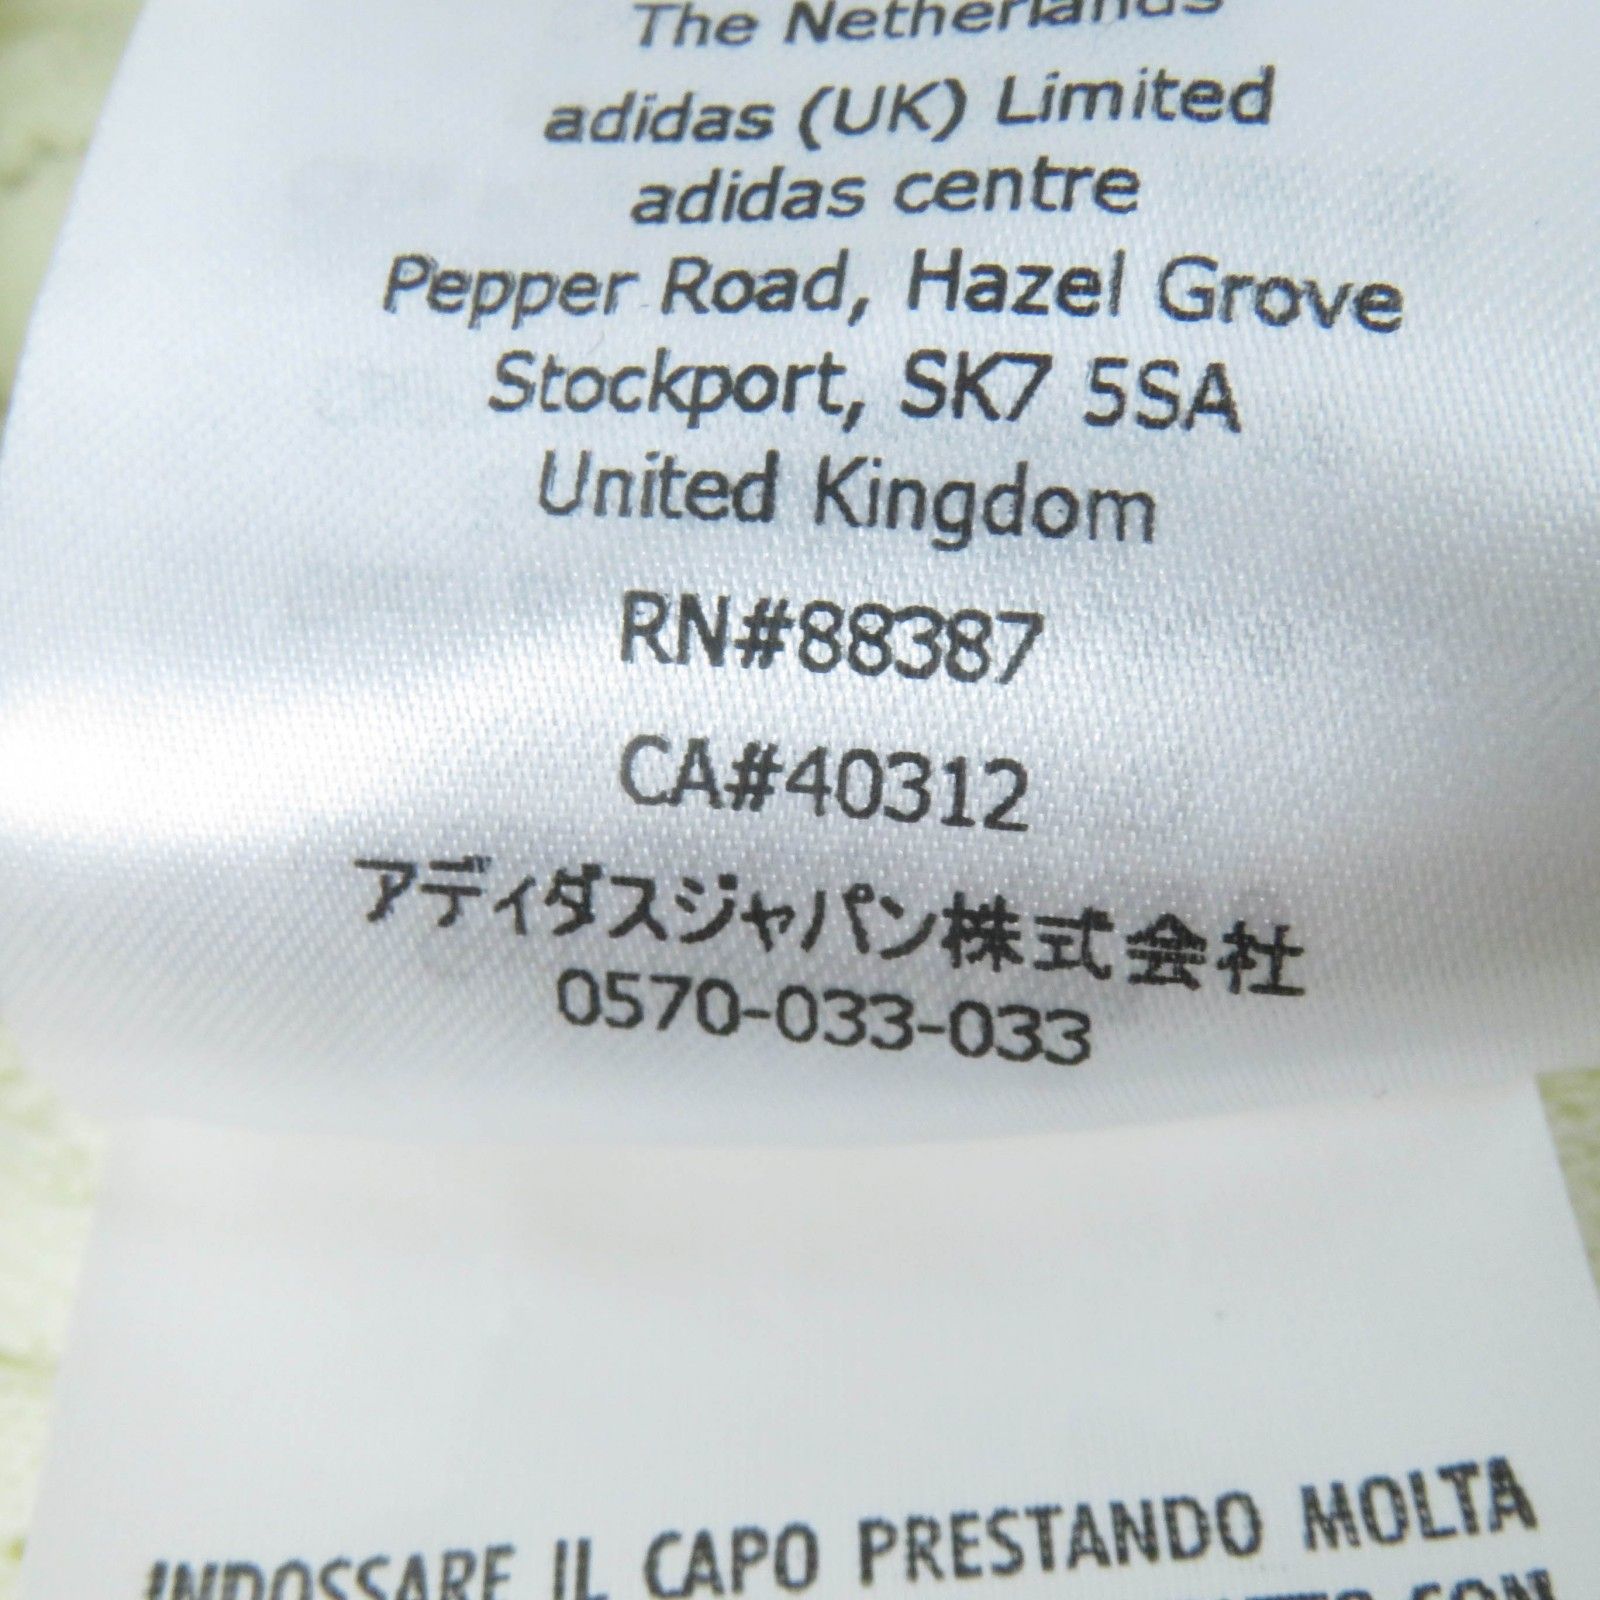 The Netherlands
adidas (UK) Limited
adidas centre
Pepper Road, Hazel Grove
Stockport, SK7 5SA
United Kingdom
RN#88387
CA#40312
アディダスジャパン株式会社
0570-033-033
INDOSSARE IL CAPO PRESTANDO MOLTA
CON